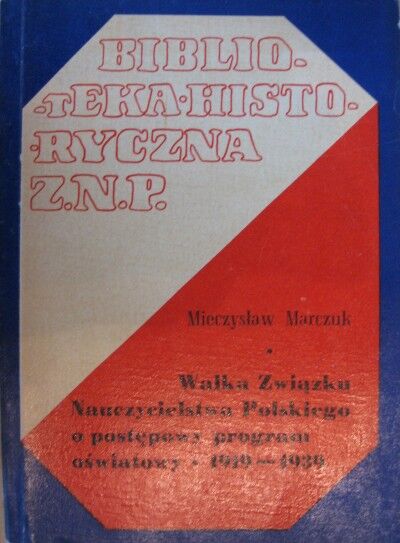 BIBLIO-
-TEKA·HISTO-
-RYCZNA
Z.N.P.
Mieczysław Marczuk
Walka Związku
Nauczycielstwa Polskiego
o postępowy program
oświatowy · 1919—1939